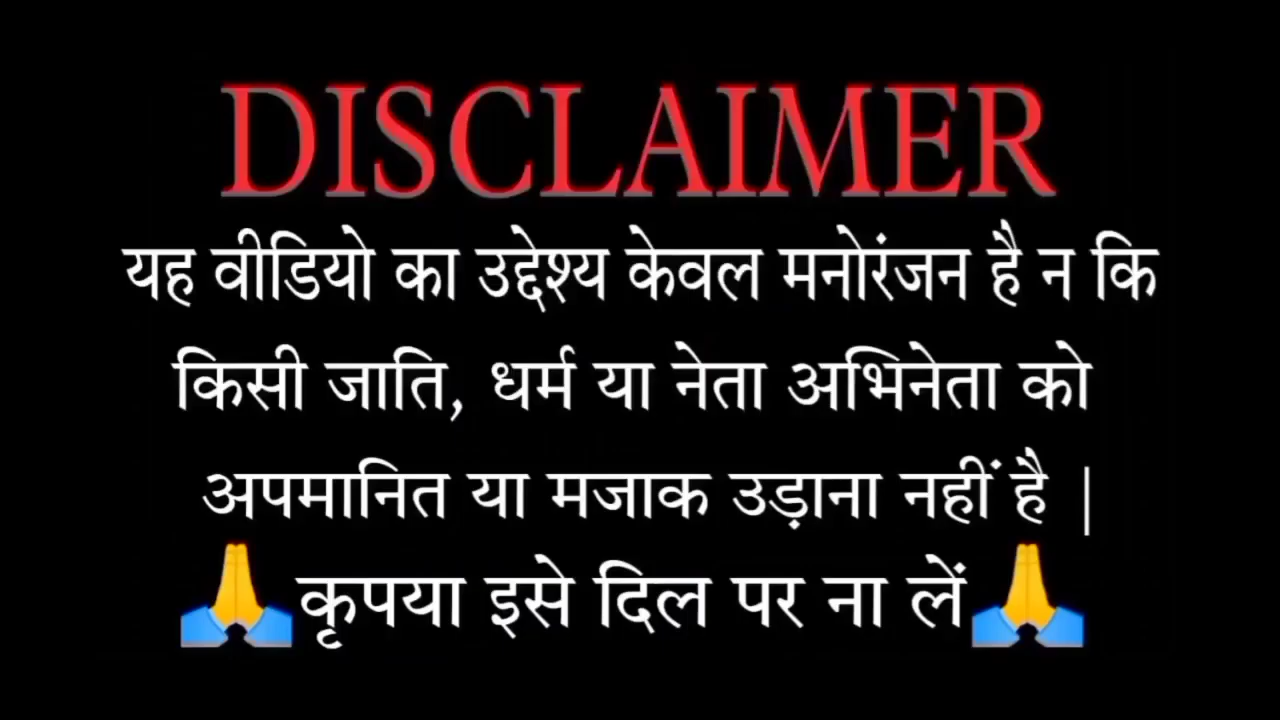 DISCLAIMER
यह वीडियो का उद्देश्य केवल मनोरंजन है न कि
किसी जाति, धर्म या नेता अभिनेता को
अपमानित या मजाक उड़ाना नहीं है |
🙏कृपया इसे दिल पर ना लें🙏